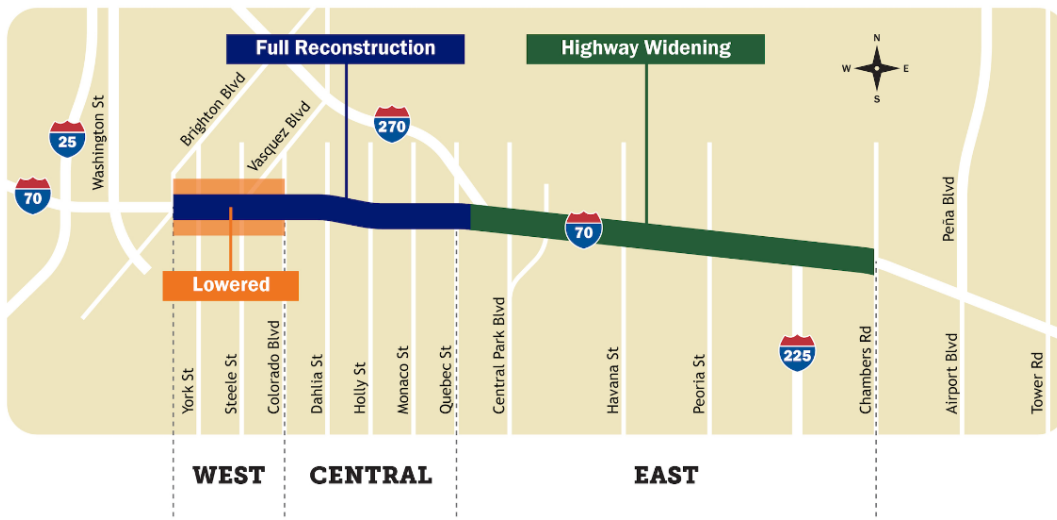 Full Reconstruction
Highway Widening
N
W
E
S
25
70
Washington St
Brighton Blvd
Vasquez Blvd
270
70
Peña Blvd
Lowered
225
York St
Steele St
Colorado Blvd
Dahlia St
Holly St
Monaco St
Quebec St
Central Park Blvd
Havana St
Peoria St
Chambers Rd
Airport Blvd
Tower Rd
WEST
CENTRAL
EAST